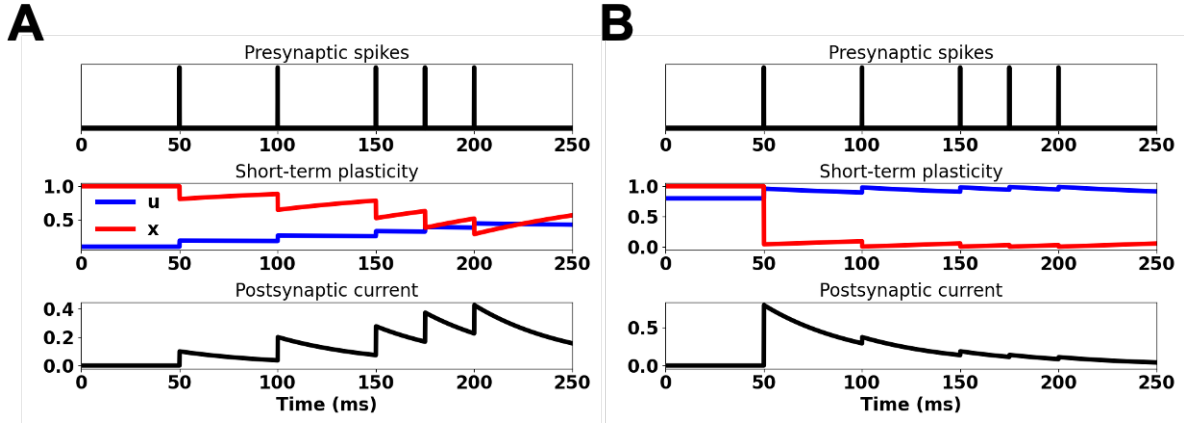 A
Presynaptic spikes
0 50 100 150 200 250
Short-term plasticity
1.0
0.5
u
x
0 50 100 150 200 250
Postsynaptic current
0.4
0.2
0.0
0 50 100 150 200 250
Time (ms)
B
Presynaptic spikes
0 50 100 150 200 250
Short-term plasticity
1.0
0.5
0.0
0 50 100 150 200 250
Postsynaptic current
0.5
0.0
0 50 100 150 200 250
Time (ms)